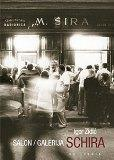 M. ŠIRA
Igor Zidić
SALON / GALERIJA SCHIRA